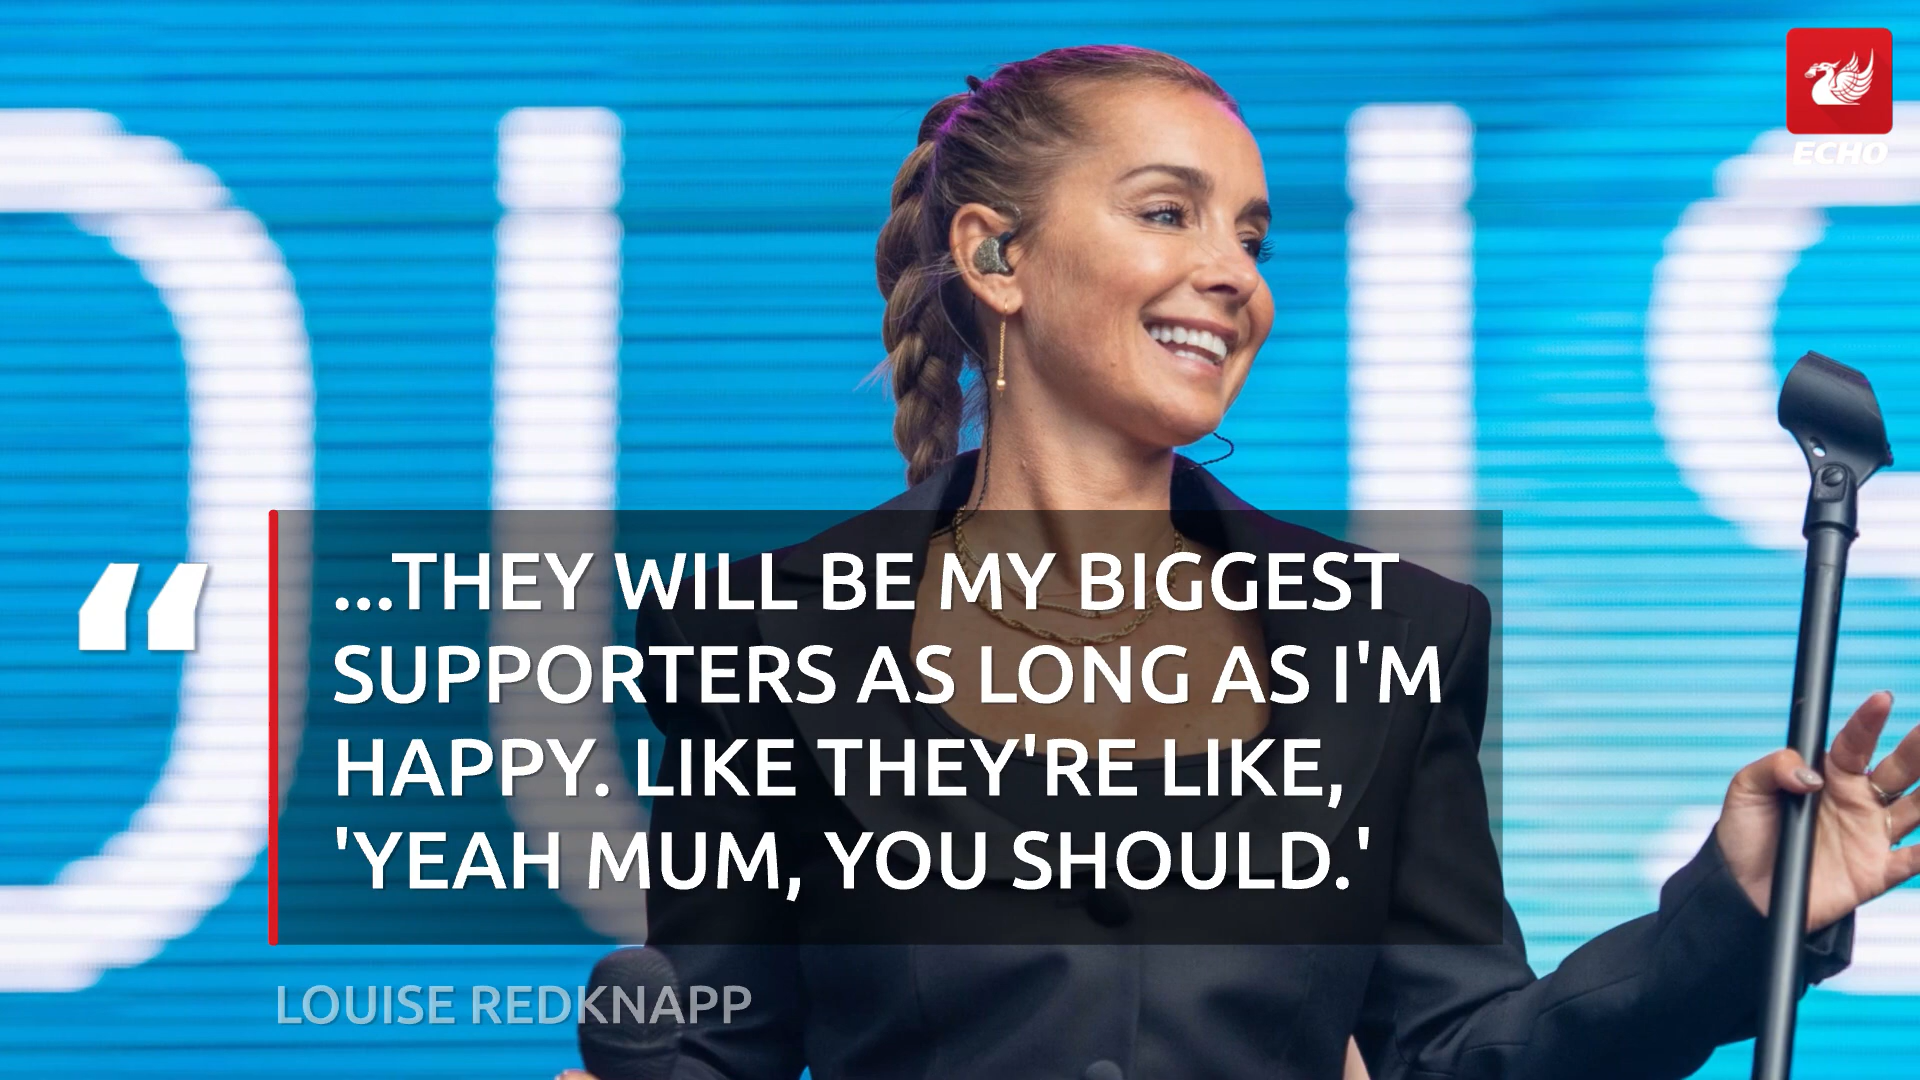 OUIS
ECHO
“
...THEY WILL BE MY BIGGEST
SUPPORTERS AS LONG AS I'M
HAPPY. LIKE THEY'RE LIKE,
'YEAH MUM, YOU SHOULD.'
LOUISE REDKNAPP